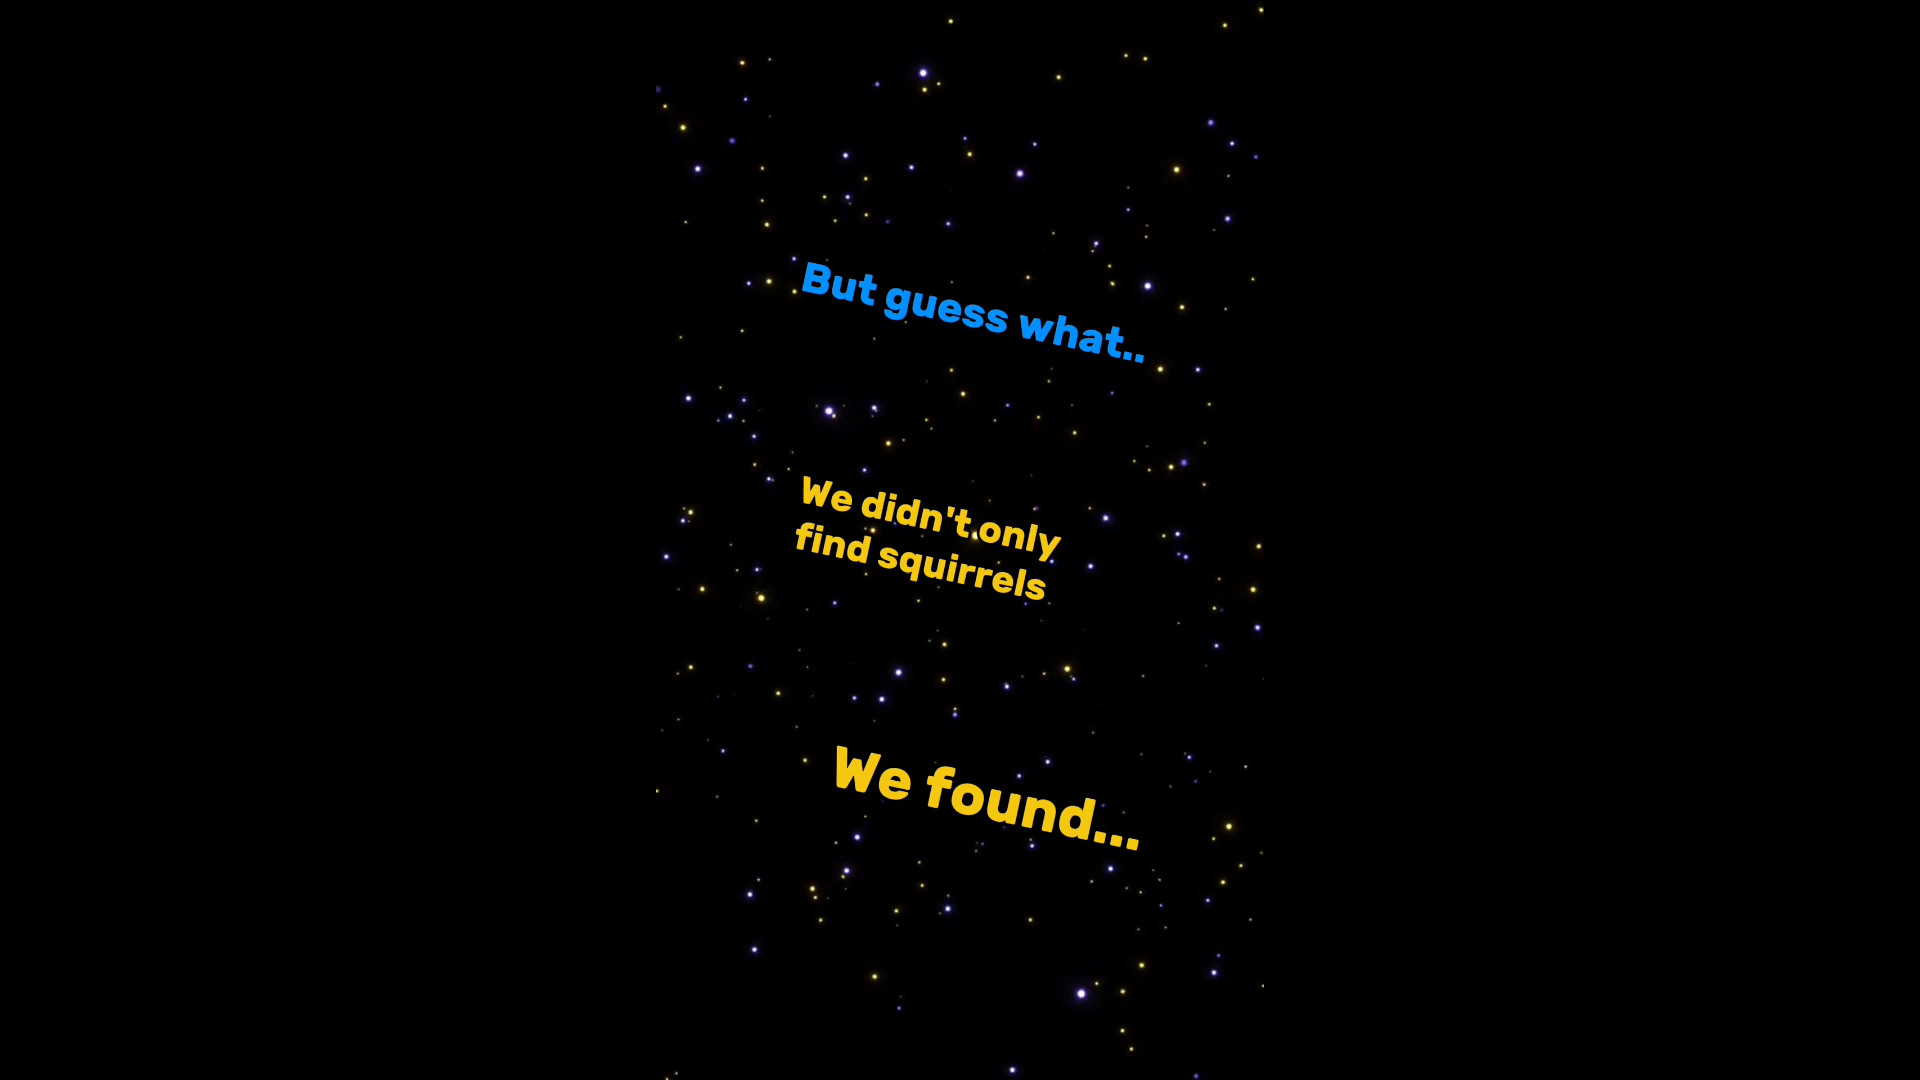 But guess what..
We didn't only
find squirrels
We found...